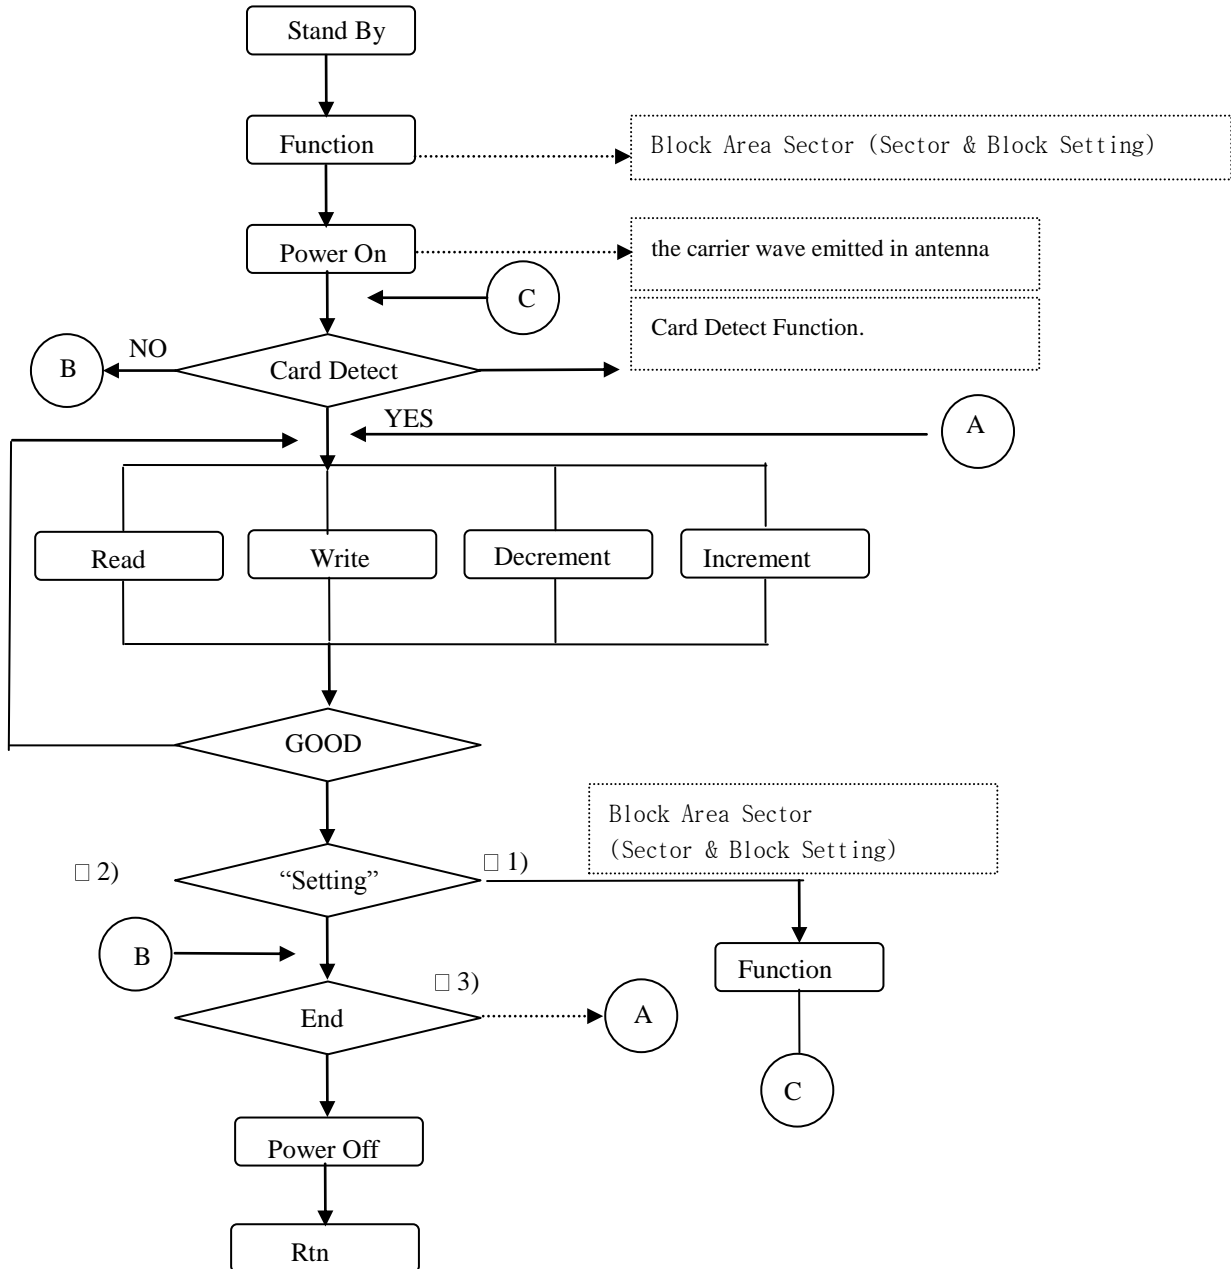 Stand By
Function
Block Area Sector (Sector & Block Setting)
Power On
the carrier wave emitted in antenna
C
Card Detect Function.
B
NO
Card Detect
YES
A
Read
Write
Decrement
Increment
GOOD
Block Area Sector
(Sector & Block Setting)
□ 2)
“Setting”
□ 1)
B
Function
□ 3)
End
A
C
Power Off
Rtn